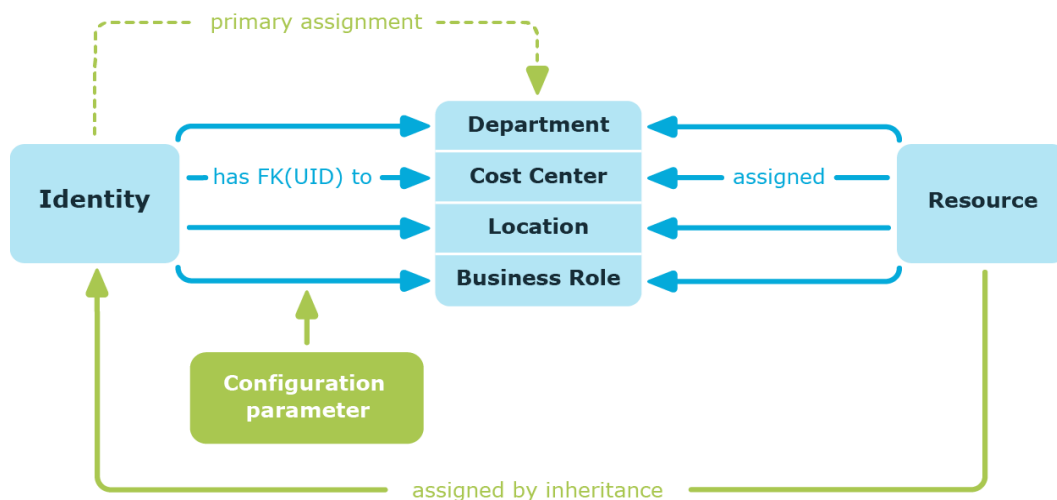 primary assignment
Department
Identity
has FK(UID) to
Cost Center
assigned
Resource
Location
Business Role
Configuration
parameter
assigned by inheritance